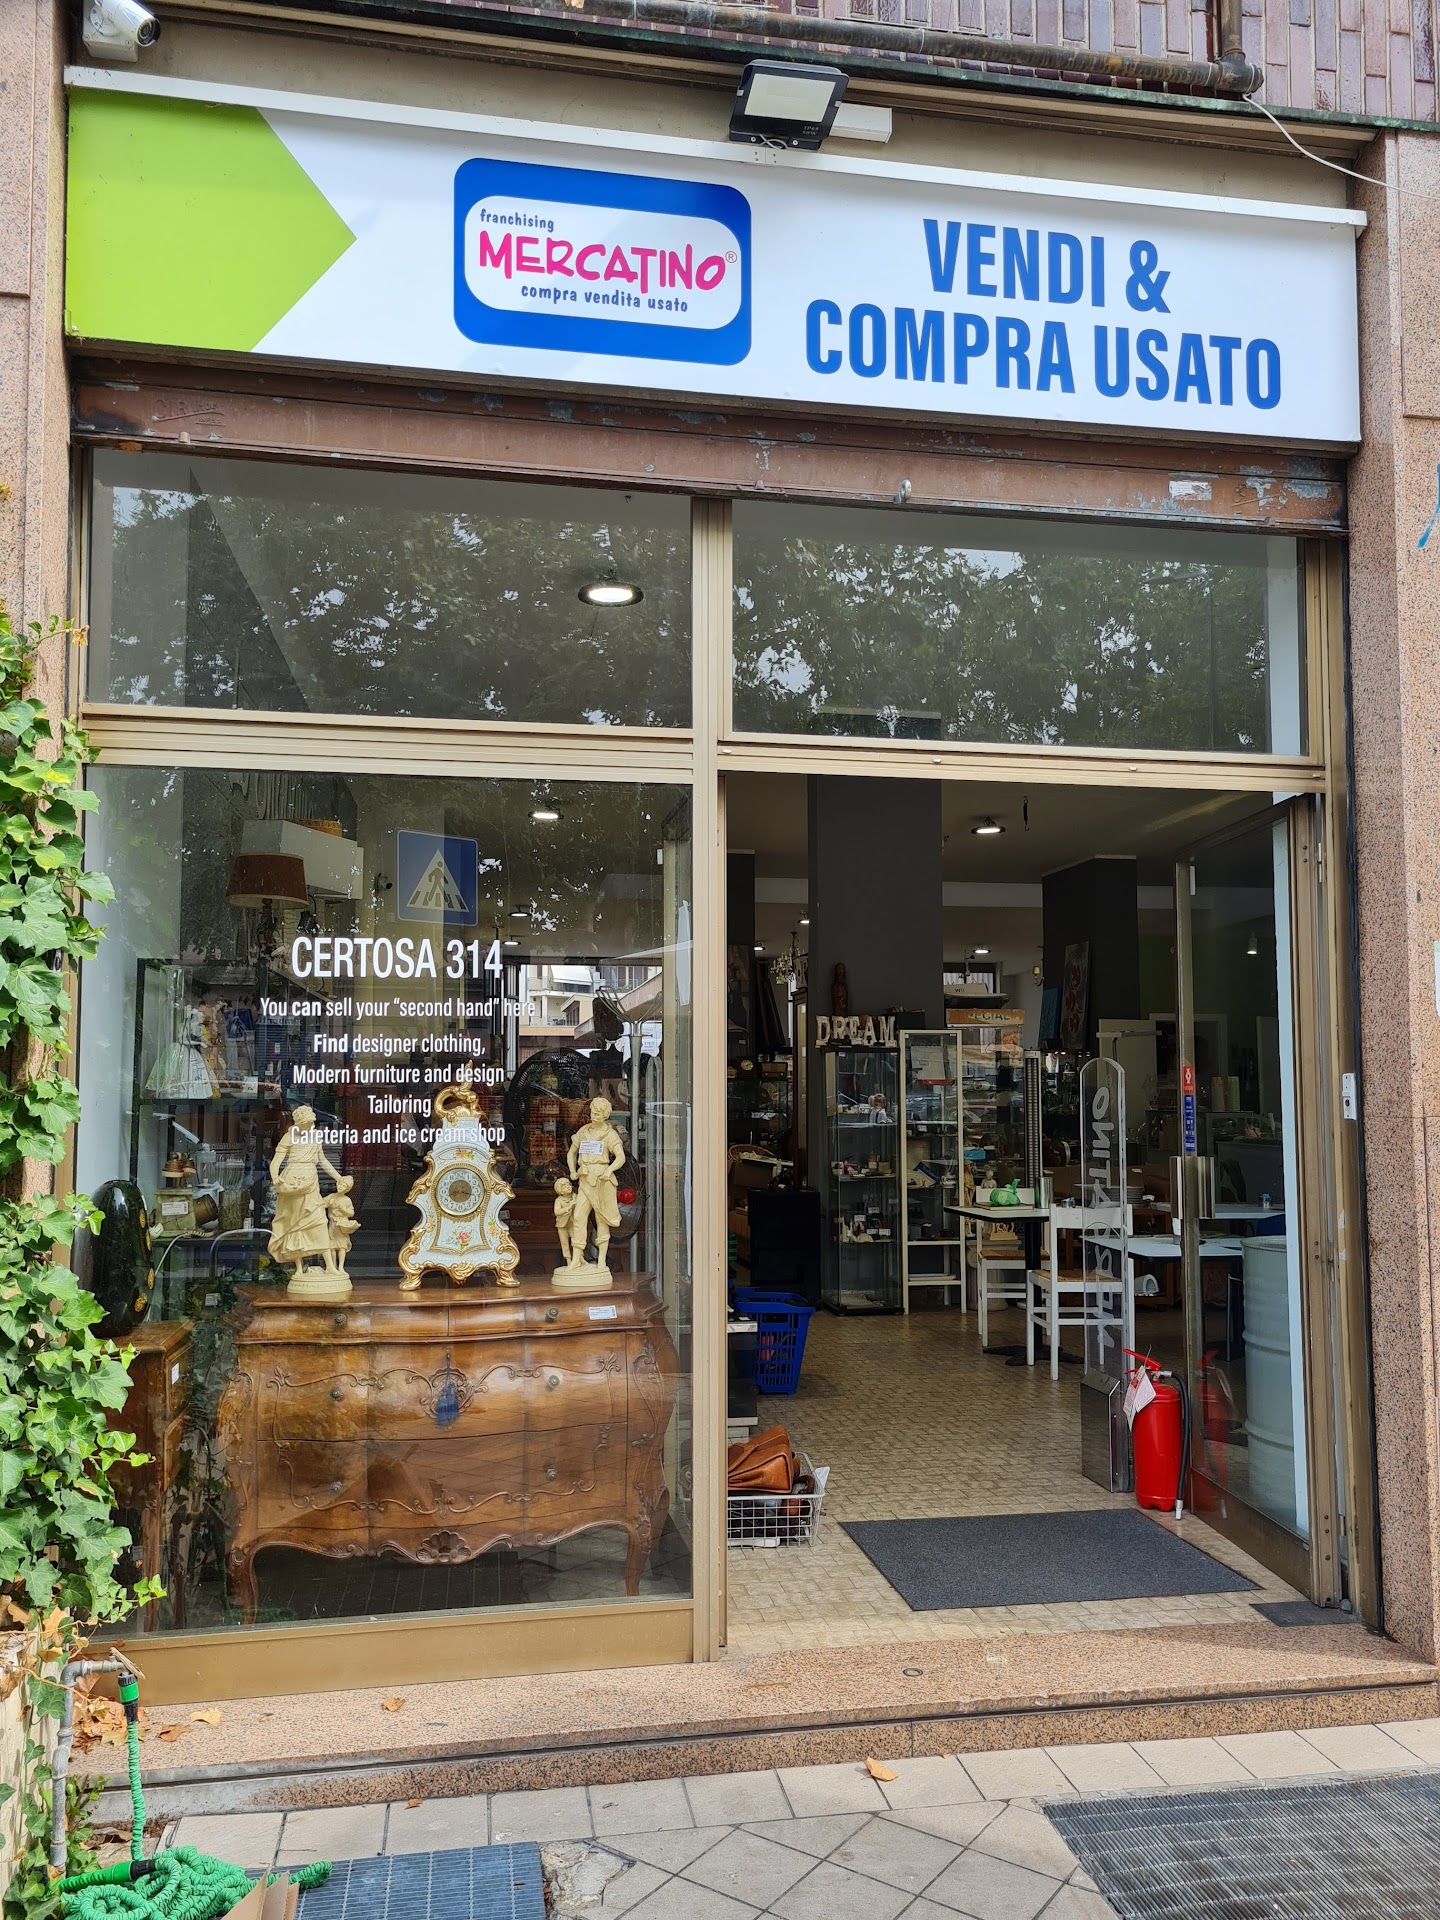 franchising
MERCATINO®
compra vendita usato
VENDI &
COMPRA USATO
CERTOSA 314
You can sell your “second hand” here
Find designer clothing,
Modern furniture and design
Tailoring
Cafeteria and ice cream shop
DREAM